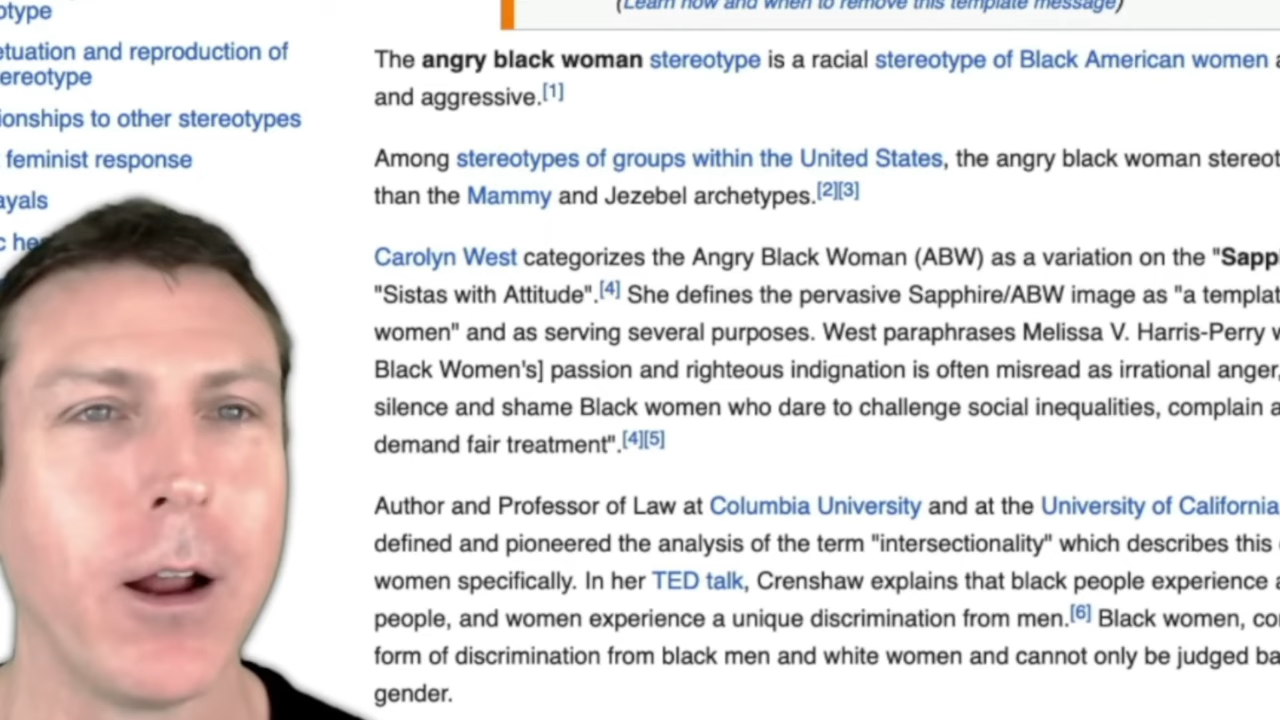 otype
(Learn how and when to remove this template message)
etuation and reproduction of
ereotype
ionships to other stereotypes
feminist response
ayals
c he
The angry black woman stereotype is a racial stereotype of Black American women a
and aggressive.[1]
Among stereotypes of groups within the United States, the angry black woman stereot
than the Mammy and Jezebel archetypes.[2][3]
Carolyn West categorizes the Angry Black Woman (ABW) as a variation on the "Sapp
"Sistas with Attitude".[4] She defines the pervasive Sapphire/ABW image as "a templat
women" and as serving several purposes. West paraphrases Melissa V. Harris-Perry w
Black Women's] passion and righteous indignation is often misread as irrational anger,
silence and shame Black women who dare to challenge social inequalities, complain a
demand fair treatment".[4][5]
Author and Professor of Law at Columbia University and at the University of California
defined and pioneered the analysis of the term "intersectionality" which describes this
women specifically. In her TED talk, Crenshaw explains that black people experience a
people, and women experience a unique discrimination from men.[6] Black women, co
form of discrimination from black men and white women and cannot only be judged ba
gender.